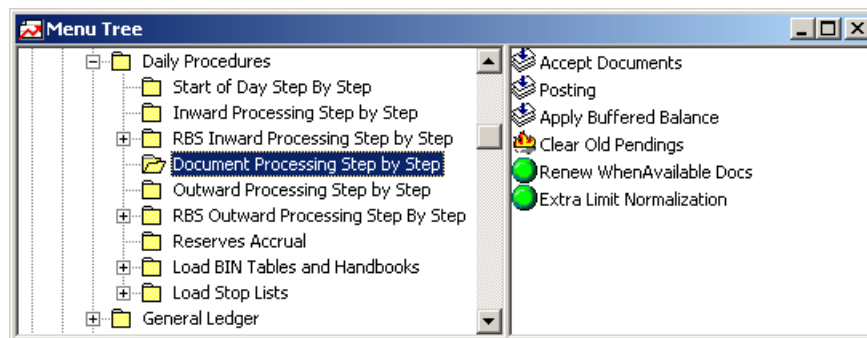 Menu Tree
Daily Procedures
Start of Day Step By Step
Inward Processing Step by Step
RBS Inward Processing Step by Step
Document Processing Step by Step
Outward Processing Step by Step
RBS Outward Processing Step By Step
Reserves Accrual
Load BIN Tables and Handbooks
Load Stop Lists
General Ledger
Accept Documents
Posting
Apply Buffered Balance
Clear Old Pendings
Renew WhenAvailable Docs
Extra Limit Normalization